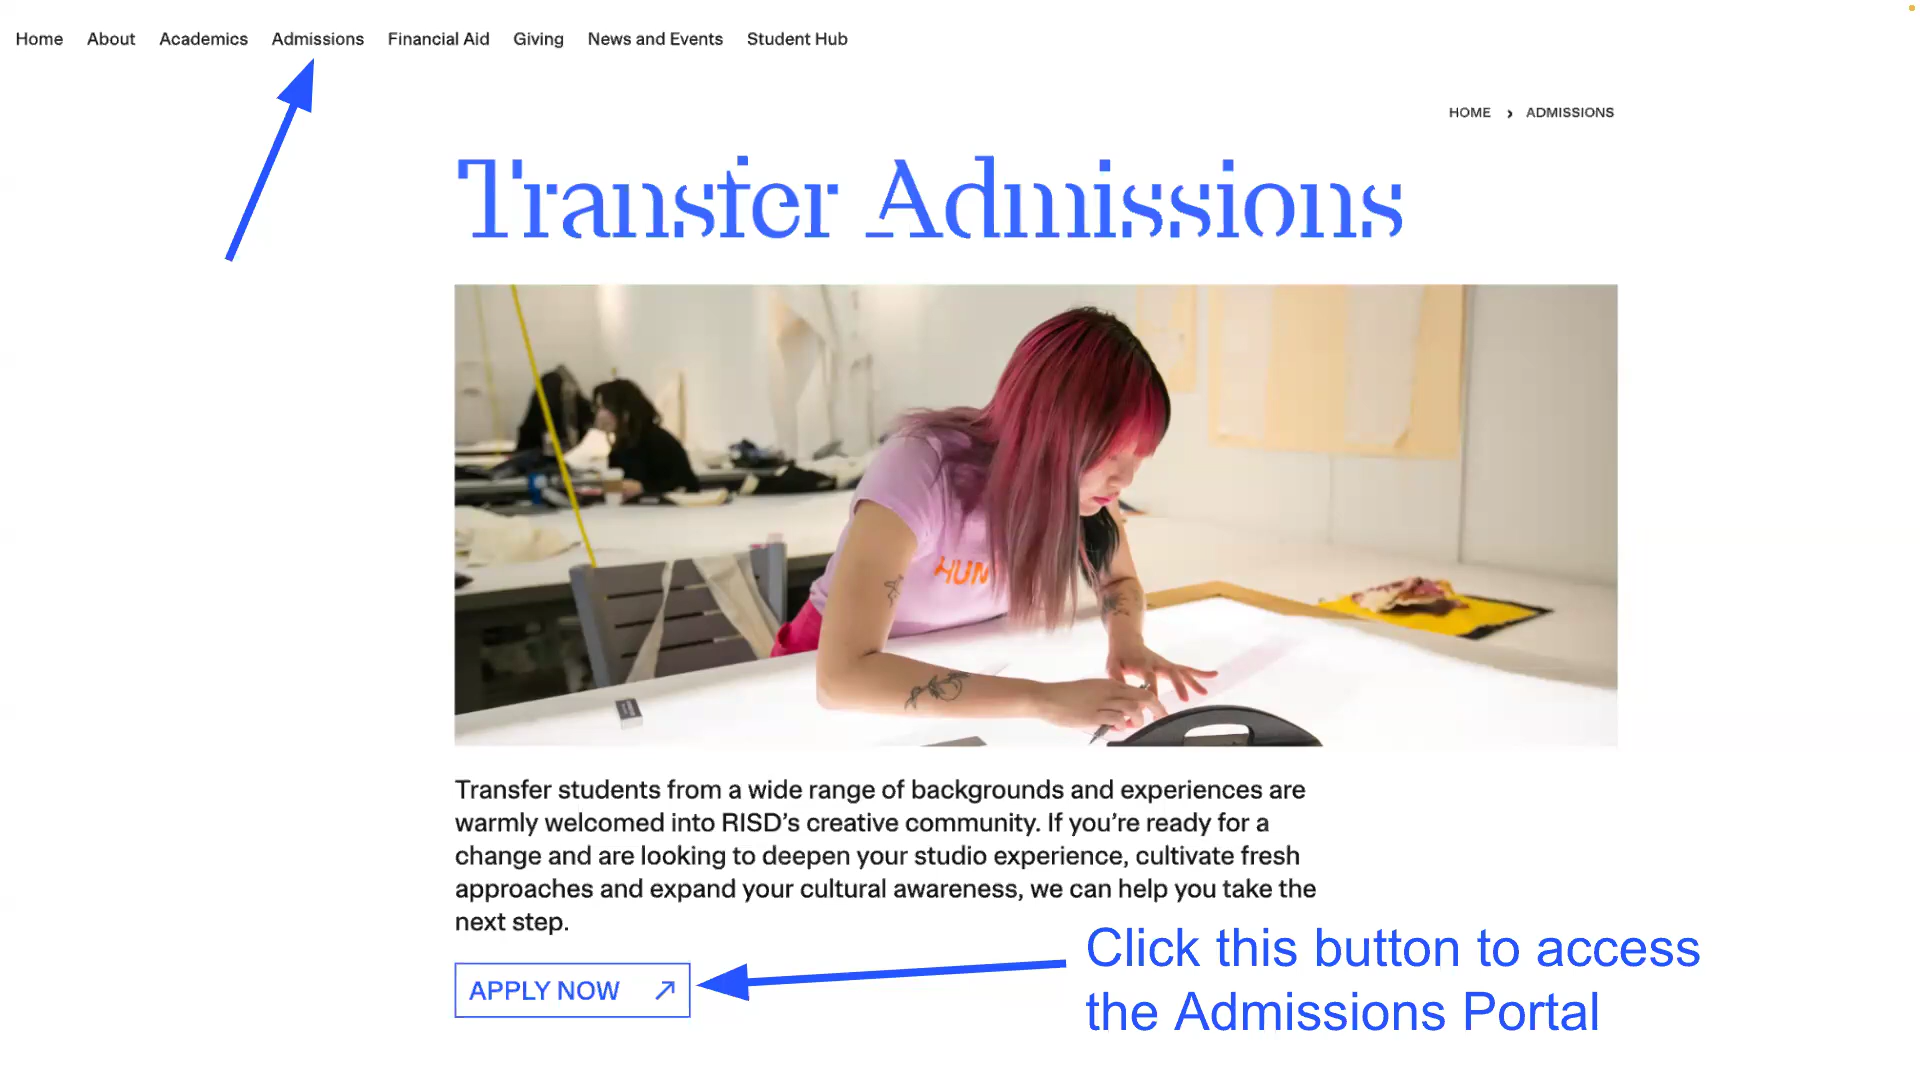 Home About Academics Admissions Financial Aid Giving News and Events Student Hub
HOME › ADMISSIONS
Transfer Admissions
HUN
Transfer students from a wide range of backgrounds and experiences are
warmly welcomed into RISD’s creative community. If you’re ready for a
change and are looking to deepen your studio experience, cultivate fresh
approaches and expand your cultural awareness, we can help you take the
next step.
APPLY NOW
Click this button to access
the Admissions Portal